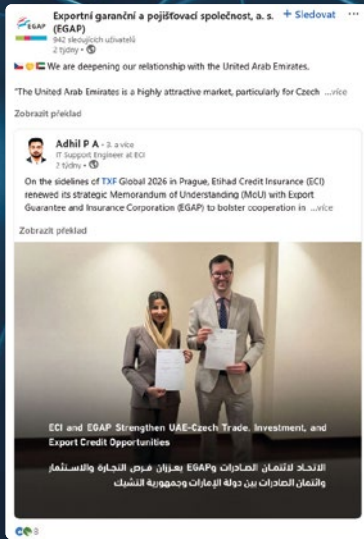 Exportní garanční a pojišťovací společnost, a. s.
(EGAP)
+ Sledovat
942 sledujících uživatelů
2 týdny •
We are deepening our relationship with the United Arab Emirates.
"The United Arab Emirates is a highly attractive market, particularly for Czech ...více
Zobrazit překlad
Adhil P A • 3. a více
IT Support Engineer at ECI
2 týdny •
On the sidelines of TXF Global 2026 in Prague, Etihad Credit Insurance (ECI)
renewed its strategic Memorandum of Understanding (MoU) with Export
Guarantee and Insurance Corporation (EGAP) to bolster cooperation in ...více
Zobrazit překlad
ECI and EGAP Strengthen UAE-Czech Trade, Investment, and
Export Credit Opportunities
الاتحاد لائتمان الصادرات وEGAP يعززان فرص التجارة والاستثمار
وائتمان الصادرات بين دولة الإمارات وجمهورية التشيك
8